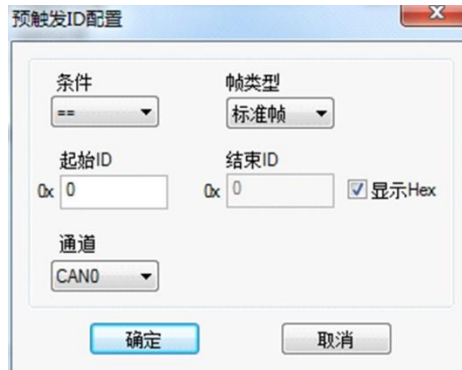 预触发ID配置
条件 帧类型
== 标准帧
起始ID 结束ID
0x 0 0x 0 显示Hex
通道
CAN0
确定 取消